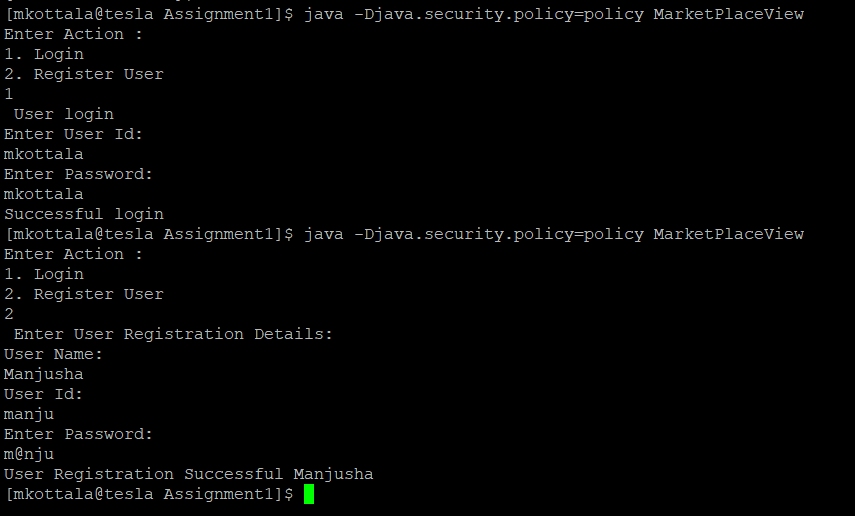 [mkottala@tesla Assignment1]$ java -Djava.security.policy=policy MarketPlaceView
Enter Action :
1. Login
2. Register User
1
User login
Enter User Id:
mkottala
Enter Password:
mkottala
Successful login
[mkottala@tesla Assignment1]$ java -Djava.security.policy=policy MarketPlaceView
Enter Action :
1. Login
2. Register User
2
Enter User Registration Details:
User Name:
Manjusha
User Id:
manju
Enter Password:
m@nju
User Registration Successful Manjusha
[mkottala@tesla Assignment1]$